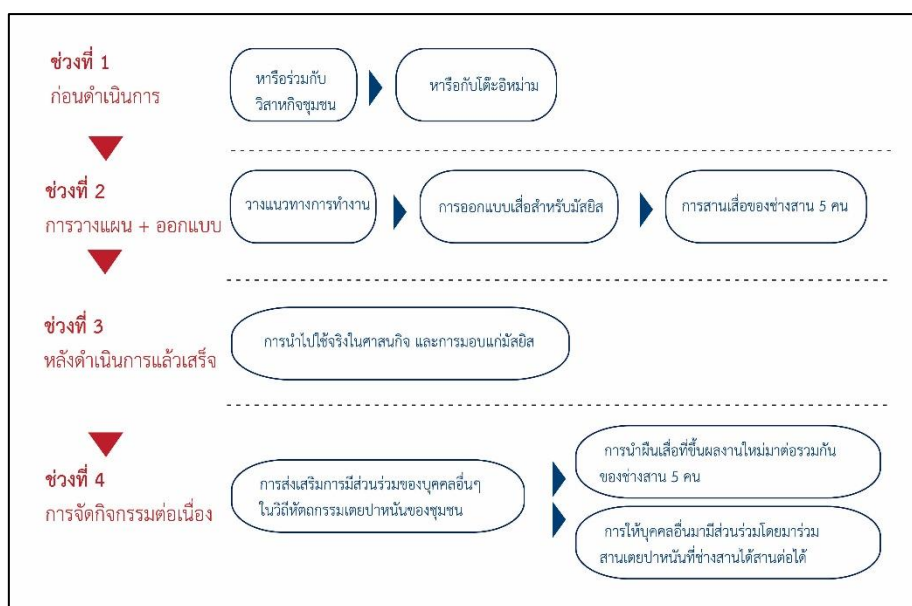 ช่วงที่ 1
ก่อนดำเนินการ
หารือร่วมกับ
วิสาหกิจชุมชน
หารือกับโต๊ะอิหม่าม
ช่วงที่ 2
การวางแผน + ออกแบบ
วางแนวทางการทำงาน
การออกแบบเสื่อสำหรับมัสยิส
การสานเสื่อของช่างสาน 5 คน
ช่วงที่ 3
หลังดำเนินการแล้วเสร็จ
การนำไปใช้จริงในศาสนกิจ และการมอบแก่มัสยิส
ช่วงที่ 4
การจัดกิจกรรมต่อเนื่อง
การส่งเสริมการมีส่วนร่วมของบุคคลอื่นๆ
ในวิถีหัตถกรรมเตยปาหนันของชุมชน
การนำผืนเสื่อที่ขึ้นผลงานใหม่มาต่อรวมกัน
ของช่างสาน 5 คน
การให้บุคคลอื่นมามีส่วนร่วมโดยมาร่วม
สานเตยปาหนันที่ช่างสานได้สานต่อได้